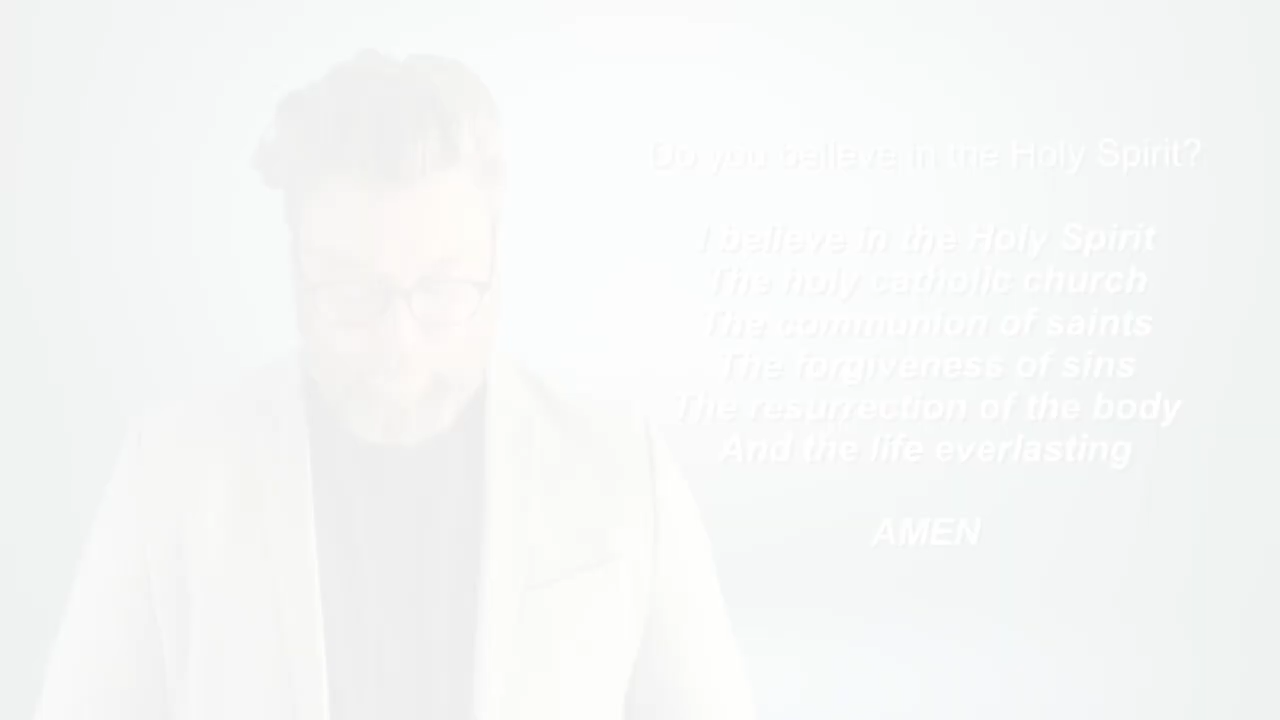 Do you believe in the Holy Spirit?
I believe in the Holy Spirit
The holy catholic church
The communion of saints
The forgiveness of sins
The resurrection of the body
And the life everlasting
AMEN